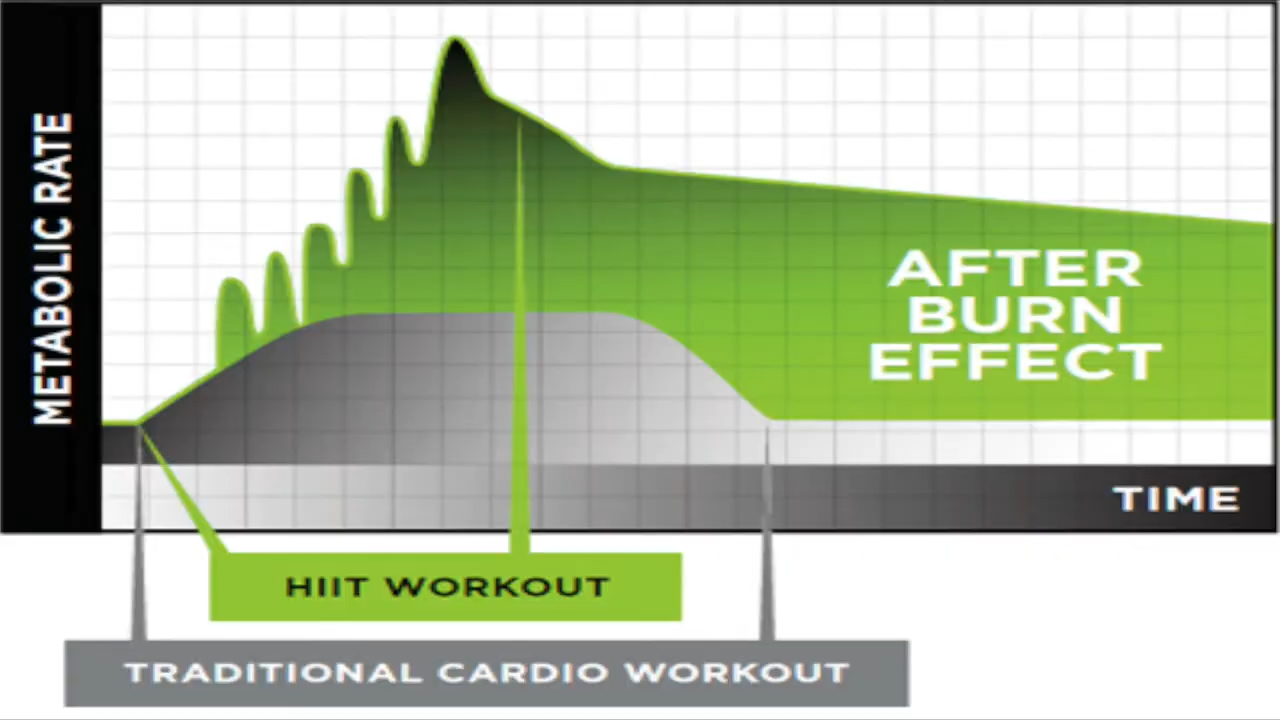 METABOLIC RATE
AFTER
BURN
EFFECT
TIME
HIIT WORKOUT
TRADITIONAL CARDIO WORKOUT